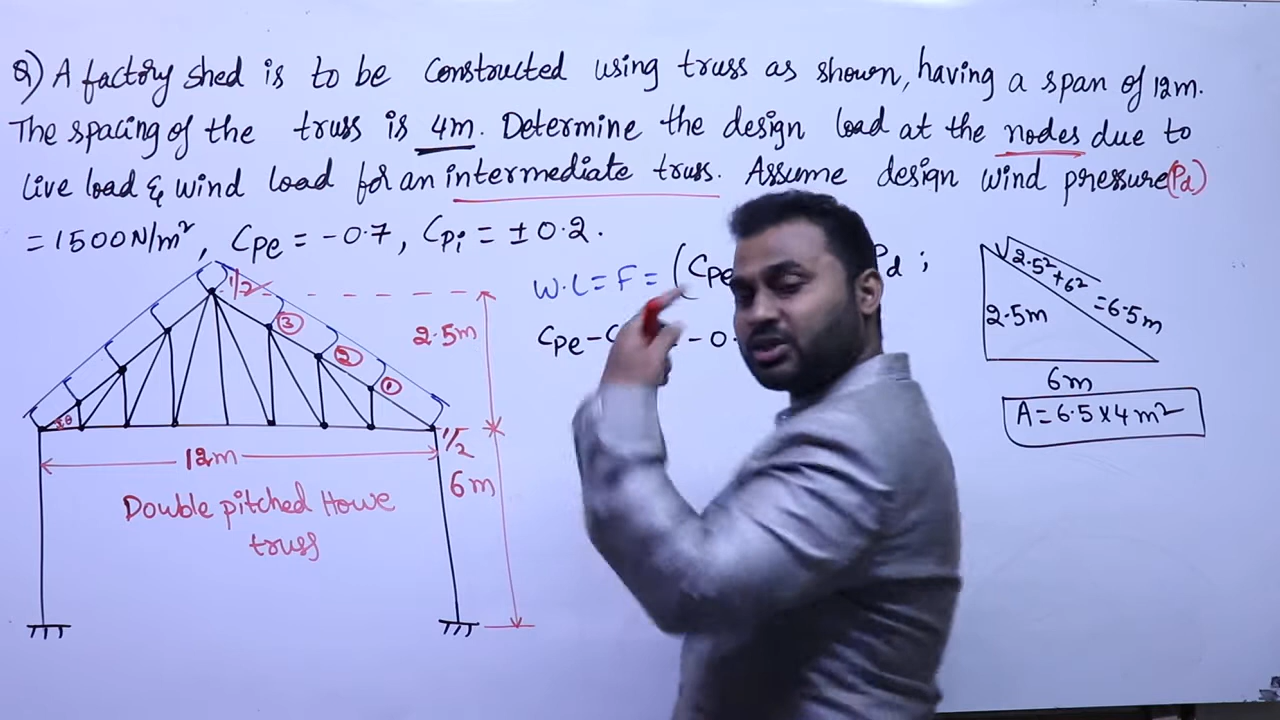 Q) A factory shed is to be constructed using truss as shown, having a span of 12m.
The spacing of the truss is 4m. Determine the design load at the nodes due to
live load & wind load for an intermediate truss. Assume design wind pressure (Pd)
= 1500N/m², Cpe = -0.7, Cpi = ±0.2.
W.L = F = (Cpe Pd ;
Cpe - C - 0.
1/2
3
2
1
1/2
θ
2.5m
12m
6m
Double pitched Howe
truss
√2.5²+6²
= 6.5m
2.5m
6m
A = 6.5 × 4 m²